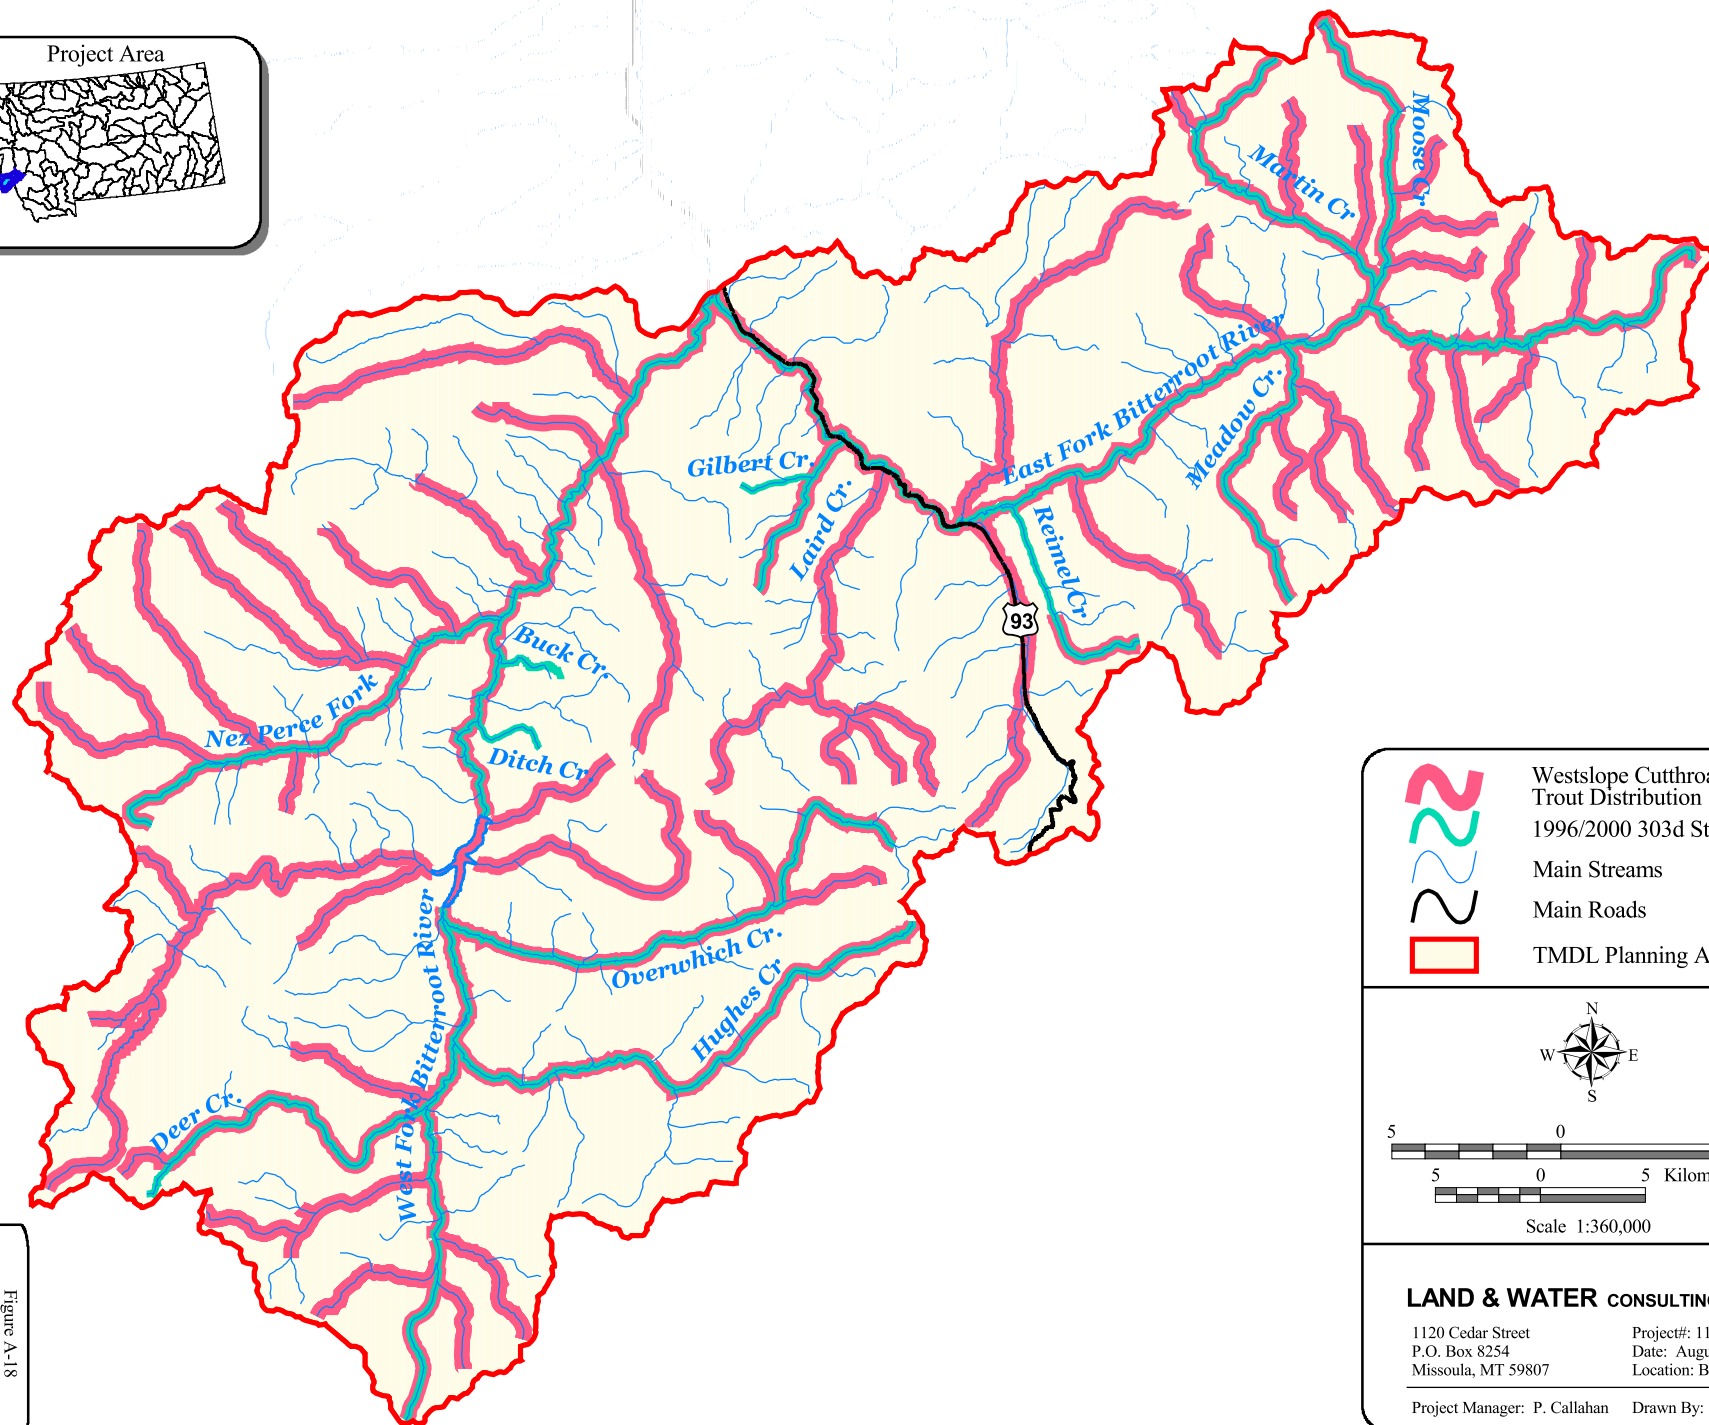 Project Area
Moose Cr
Martin Cr
East Fork Bitterroot River
Meadow Cr.
Gilbert Cr.
Laird Cr.
Reimel Cr.
93
Buck Cr.
Nez Perce Fork
Ditch Cr.
Overwhich Cr.
Hughes Cr
West Fork Bitterroot River
Deer Cr.
Westslope Cutthroa
Trout Distribution
1996/2000 303d St
Main Streams
Main Roads
TMDL Planning A
N
W E
S
5 0
5 0 5 Kilom
Scale 1:360,000
LAND & WATER CONSULTING
1120 Cedar Street
P.O. Box 8254
Missoula, MT 59807
Project#: 11
Date: Augu
Location: B
Project Manager: P. Callahan
Drawn By:
Figure A-18